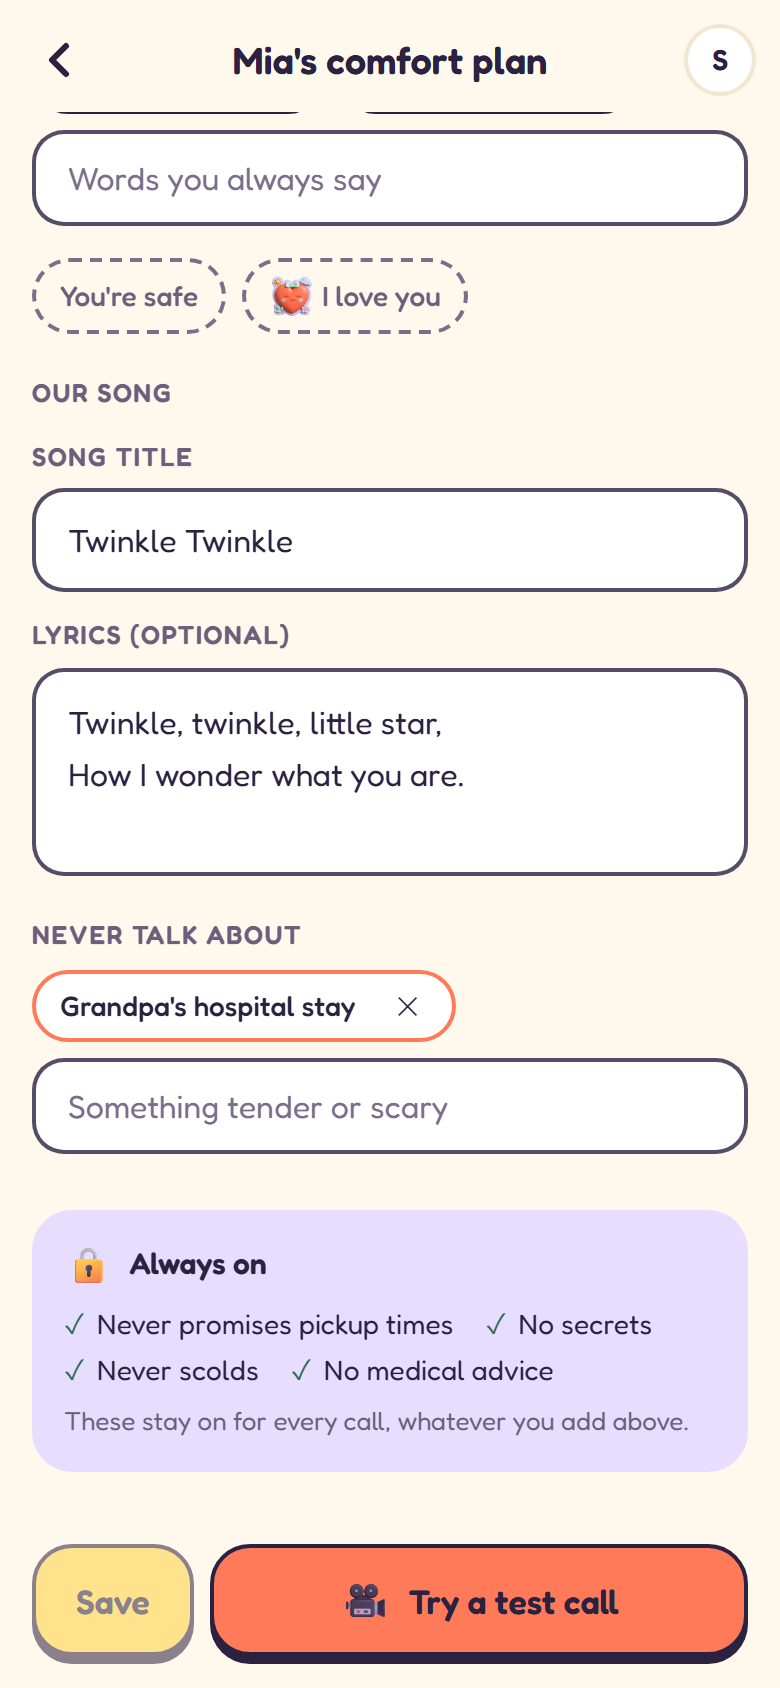 Mia's comfort plan
S
Words you always say
You're safe
I love you
OUR SONG
SONG TITLE
Twinkle Twinkle
LYRICS (OPTIONAL)
Twinkle, twinkle, little star,
How I wonder what you are.
NEVER TALK ABOUT
Grandpa's hospital stay
Something tender or scary
Always on
✓ Never promises pickup times ✓ No secrets
✓ Never scolds ✓ No medical advice
These stay on for every call, whatever you add above.
Save
Try a test call